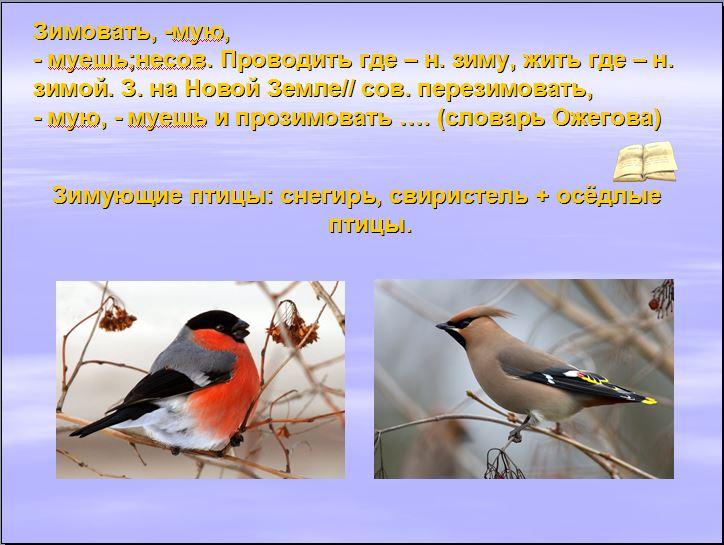 Зимовать, -мую,
- муешь;несов. Проводить где – н. зиму, жить где – н.
зимой. З. на Новой Земле// сов. перезимовать,
- мую, - муешь и прозимовать .... (словарь Ожегова)
Зимующие птицы: снегирь, свиристель + осёдлые
птицы.